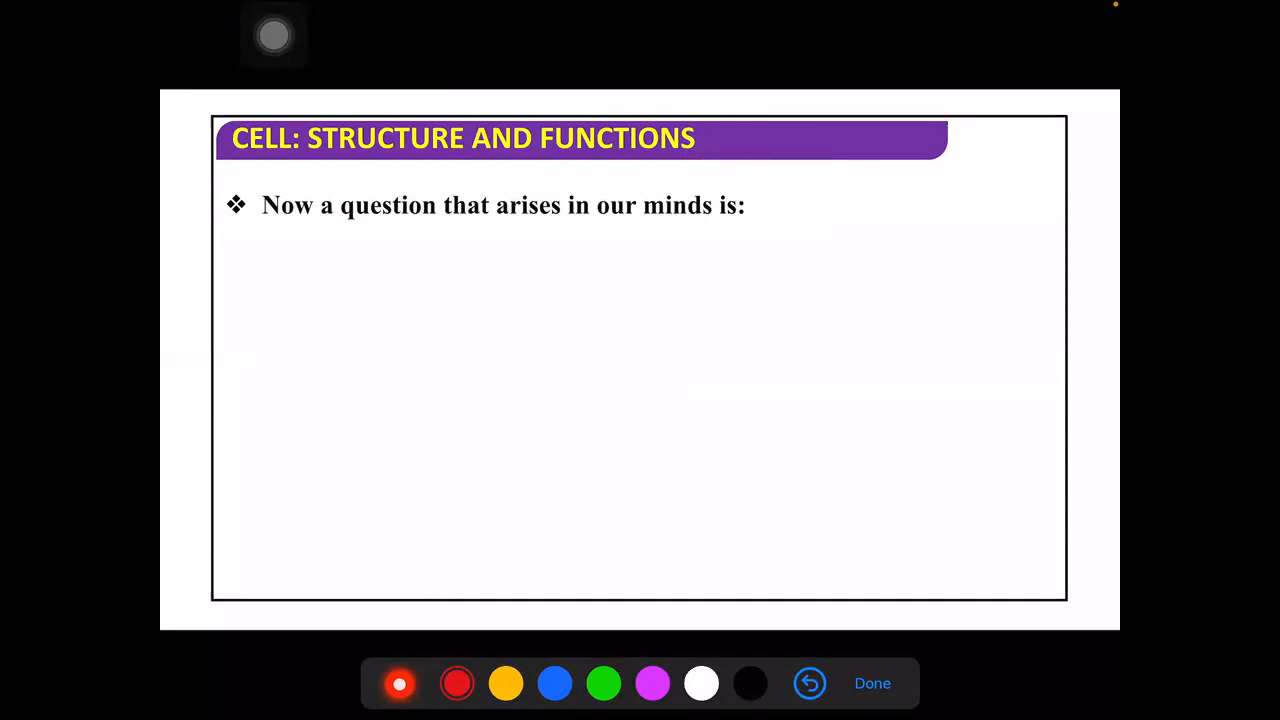 CELL: STRUCTURE AND FUNCTIONS
❖ Now a question that arises in our minds is:
Done